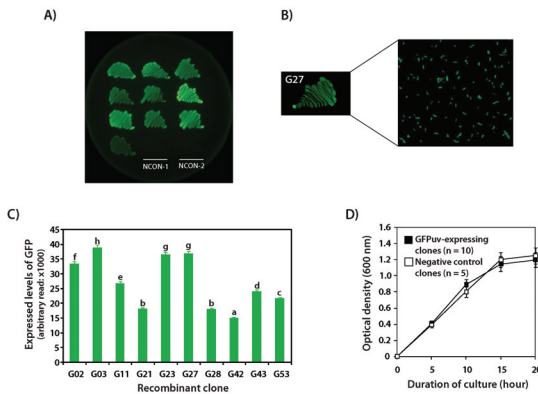 A)
NCON-1
NCON-2
B)
G27
C)
Expressed levels of GFP
(arbitrary read: x1000)
45
40
35
30
25
20
15
10
5
0
f
h
e
b
g
g
b
a
d
c
G02 G03 G11 G21 G23 G27 G28 G42 G43 G53
Recombinant clone
D)
Optical density (600 nm)
1.6
1.4
1.2
1.0
0.8
0.6
0.4
0.2
0
GFPuv-expressing
clones (n = 10)
Negative control
clones (n = 5)
0 5 10 15 20
Duration of culture (hour)